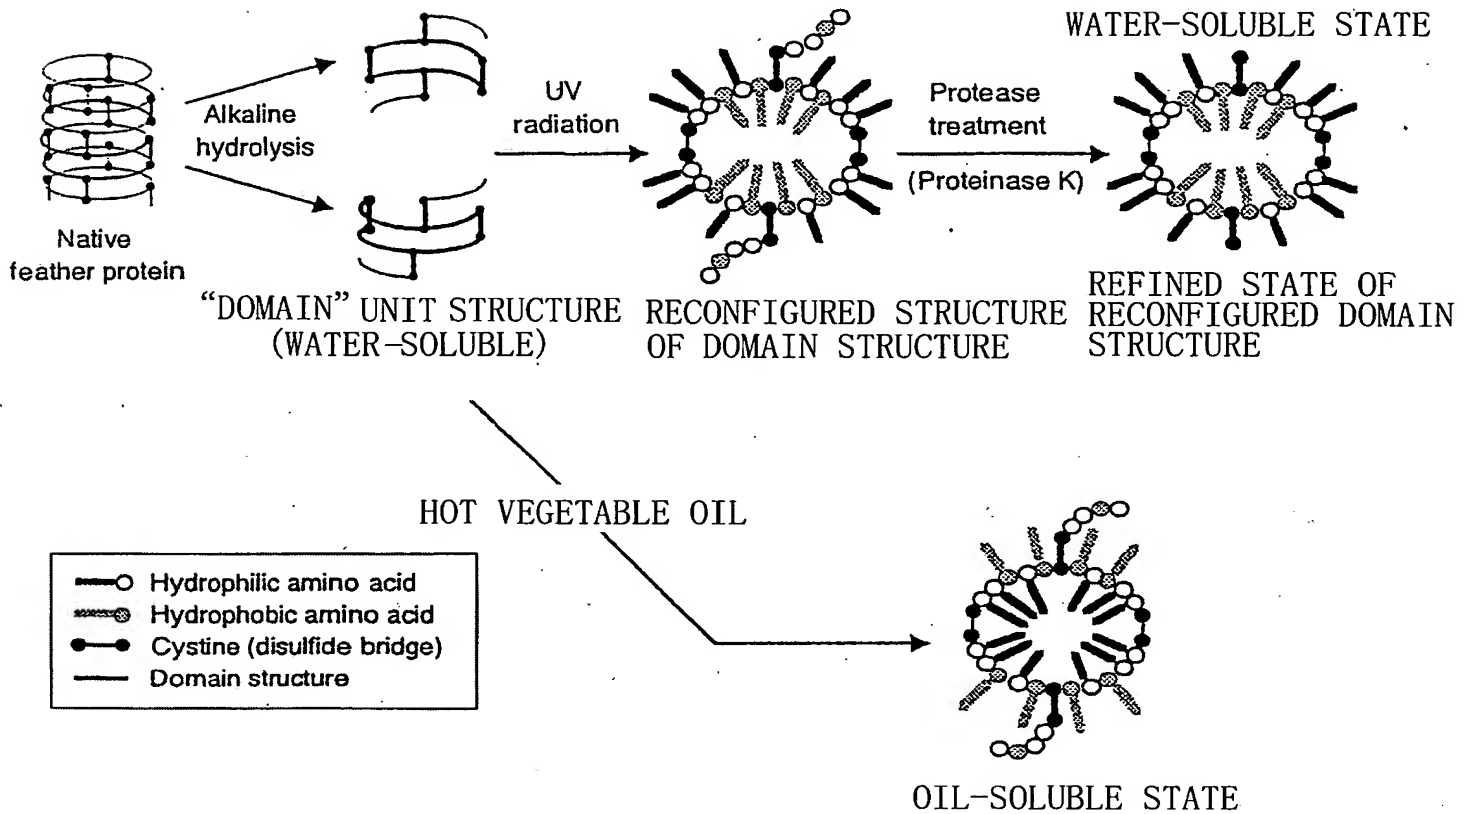 WATER-SOLUBLE STATE
Alkaline
hydrolysis
UV
radiation
Protease
treatment
(Proteinase K)
Native
feather protein
"DOMAIN" UNIT STRUCTURE
(WATER-SOLUBLE)
RECONFIGURED STRUCTURE
OF DOMAIN STRUCTURE
REFINED STATE OF
RECONFIGURED DOMAIN
STRUCTURE
HOT VEGETABLE OIL
Hydrophilic amino acid
Hydrophobic amino acid
Cystine (disulfide bridge)
Domain structure
OIL-SOLUBLE STATE